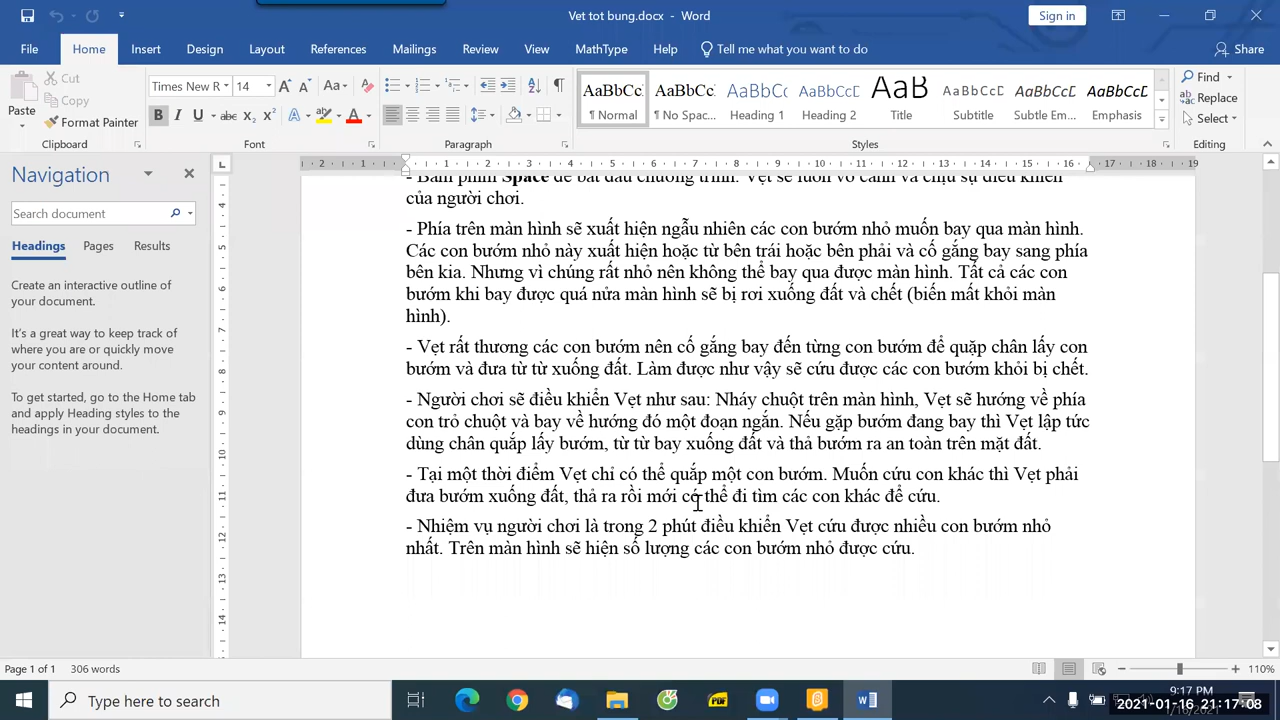 Vet tot bung.docx - Word
Sign in
File Home Insert Design Layout References Mailings Review View MathType Help Tell me what you want to do Share
Paste
Cut
Copy
Format Painter
Clipboard
Times New R 14
Font
Paragraph
AaBbCc AaBbCc AaBbCc AaBbCc AaB AaBbCcD AaBbCcD AaBbCcD
¶ Normal ¶ No Spac... Heading 1 Heading 2 Title Subtitle Subtle Em... Emphasis
Styles
Find
Replace
Select
Editing
Navigation
Search document
Headings Pages Results
Create an interactive outline of
your document.
It's a great way to keep track of
where you are or quickly move
your content around.
To get started, go to the Home tab
and apply Heading styles to the
headings in your document.
- Bấm phím Space để bắt đầu chương trình. Vẹt sẽ luôn vỗ cánh và chịu sự điều khiển
của người chơi.
- Phía trên màn hình sẽ xuất hiện ngẫu nhiên các con bướm nhỏ muốn bay qua màn hình.
Các con bướm nhỏ này xuất hiện hoặc từ bên trái hoặc bên phải và cố gắng bay sang phía
bên kia. Nhưng vì chúng rất nhỏ nên không thể bay qua được màn hình. Tất cả các con
bướm khi bay được quá nửa màn hình sẽ bị rơi xuống đất và chết (biến mất khỏi màn
hình).
- Vẹt rất thương các con bướm nên cố gắng bay đến từng con bướm để quặp chân lấy con
bướm và đưa từ từ xuống đất. Làm được như vậy sẽ cứu được các con bướm khỏi bị chết.
- Người chơi sẽ điều khiển Vẹt như sau: Nháy chuột trên màn hình, Vẹt sẽ hướng về phía
con trỏ chuột và bay về hướng đó một đoạn ngắn. Nếu gặp bướm đang bay thì Vẹt lập tức
dùng chân quắp lấy bướm, từ từ bay xuống đất và thả bướm ra an toàn trên mặt đất.
- Tại một thời điểm Vẹt chỉ có thể quắp một con bướm. Muốn cứu con khác thì Vẹt phải
đưa bướm xuống đất, thả ra rồi mới có thể đi tìm các con khác để cứu.
- Nhiệm vụ người chơi là trong 2 phút điều khiển Vẹt cứu được nhiều con bướm nhỏ
nhất. Trên màn hình sẽ hiện số lượng các con bướm nhỏ được cứu.
Page 1 of 1 306 words
110%
Type here to search
9:17 PM
2021-01-16 21:17:08